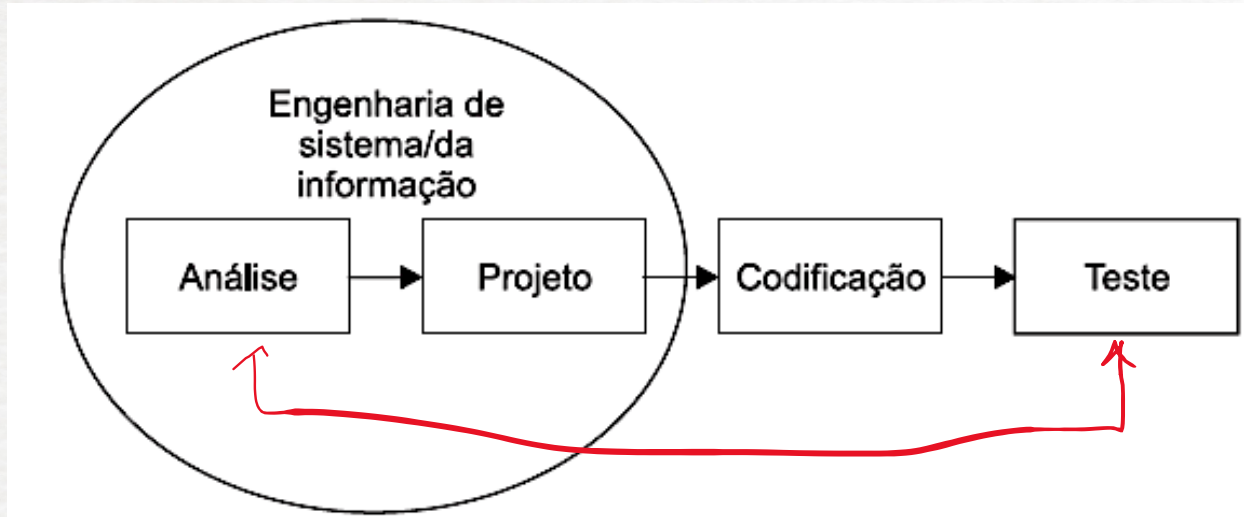 Engenharia de
sistema/da
informação
Análise
Projeto
Codificação
Teste